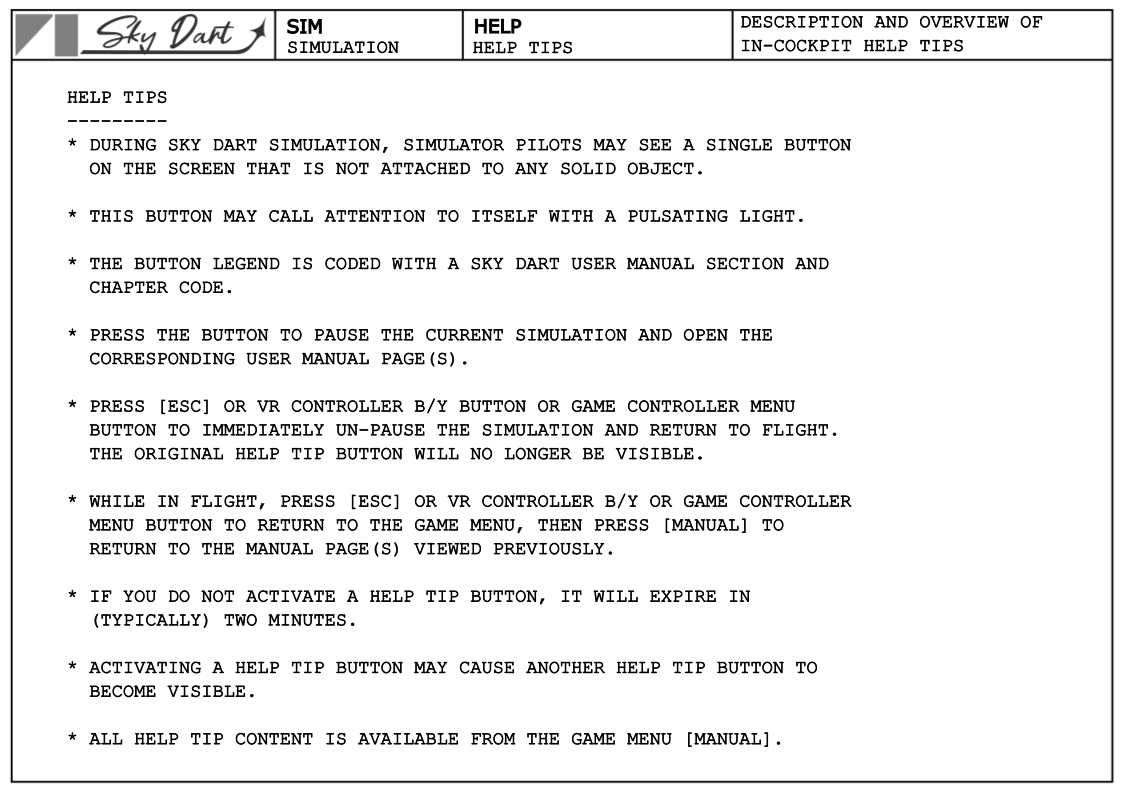 Sky Dart
SIM
SIMULATION
HELP
HELP TIPS
DESCRIPTION AND OVERVIEW OF
IN-COCKPIT HELP TIPS
HELP TIPS
---------
* DURING SKY DART SIMULATION, SIMULATOR PILOTS MAY SEE A SINGLE BUTTON
ON THE SCREEN THAT IS NOT ATTACHED TO ANY SOLID OBJECT.
* THIS BUTTON MAY CALL ATTENTION TO ITSELF WITH A PULSATING LIGHT.
* THE BUTTON LEGEND IS CODED WITH A SKY DART USER MANUAL SECTION AND
CHAPTER CODE.
* PRESS THE BUTTON TO PAUSE THE CURRENT SIMULATION AND OPEN THE
CORRESPONDING USER MANUAL PAGE(S).
* PRESS [ESC] OR VR CONTROLLER B/Y BUTTON OR GAME CONTROLLER MENU
BUTTON TO IMMEDIATELY UN-PAUSE THE SIMULATION AND RETURN TO FLIGHT.
THE ORIGINAL HELP TIP BUTTON WILL NO LONGER BE VISIBLE.
* WHILE IN FLIGHT, PRESS [ESC] OR VR CONTROLLER B/Y OR GAME CONTROLLER
MENU BUTTON TO RETURN TO THE GAME MENU, THEN PRESS [MANUAL] TO
RETURN TO THE MANUAL PAGE(S) VIEWED PREVIOUSLY.
* IF YOU DO NOT ACTIVATE A HELP TIP BUTTON, IT WILL EXPIRE IN
(TYPICALLY) TWO MINUTES.
* ACTIVATING A HELP TIP BUTTON MAY CAUSE ANOTHER HELP TIP BUTTON TO
BECOME VISIBLE.
* ALL HELP TIP CONTENT IS AVAILABLE FROM THE GAME MENU [MANUAL].